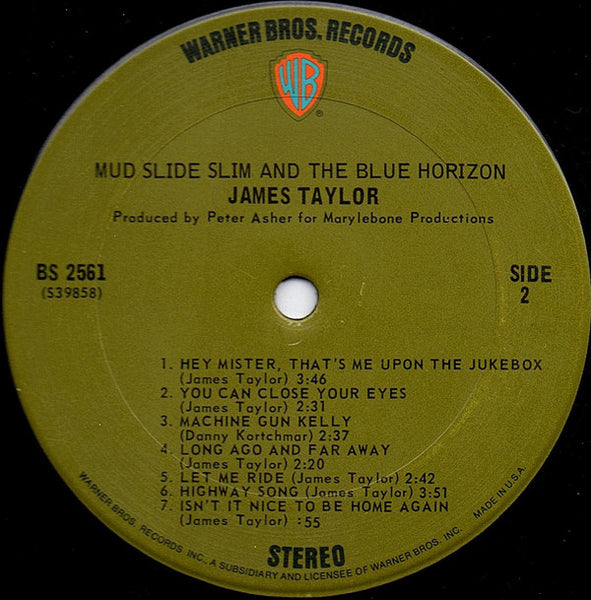 WARNER BROS. RECORDS
WB
®
MUD SLIDE SLIM AND THE BLUE HORIZON
JAMES TAYLOR
Produced by Peter Asher for Marylebone Productions
BS 2561
(S39858)
SIDE
2
1. HEY MISTER, THAT'S ME UPON THE JUKEBOX
(James Taylor) 3:46
2. YOU CAN CLOSE YOUR EYES
(James Taylor) 2:31
3. MACHINE GUN KELLY
(Danny Kortchmar) 2:37
4. LONG AGO AND FAR AWAY
(James Taylor) 2:20
5. LET ME RIDE (James Taylor) 2:42
6. HIGHWAY SONG (James Taylor) 3:51
7. ISN'T IT NICE TO BE HOME AGAIN
(James Taylor) :55
STEREO
WARNER BROS. RECORDS INC., A SUBSIDIARY AND LICENSEE OF WARNER BROS. INC.
MADE IN U.S.A.